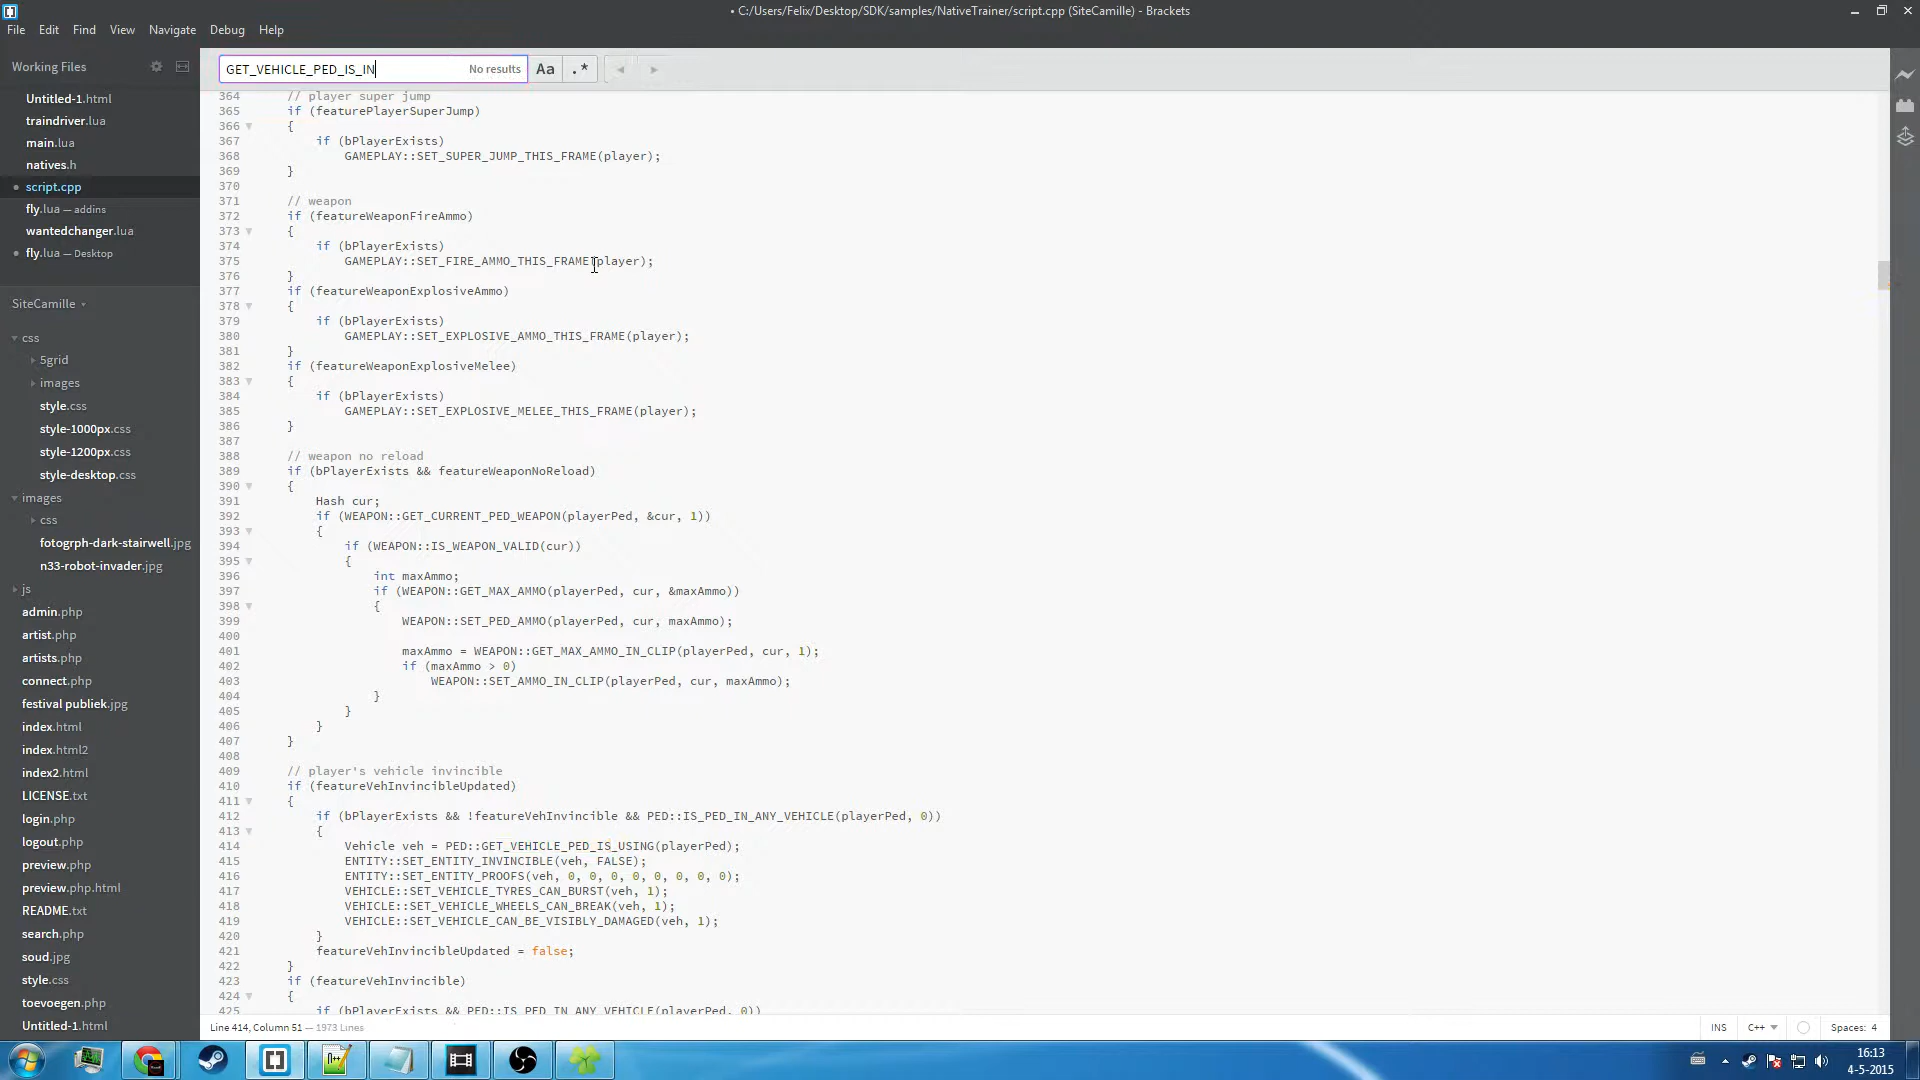 • C:/Users/Felix/Desktop/SDK/samples/NativeTrainer/script.cpp (SiteCamille) - Brackets
File Edit Find View Navigate Debug Help
Working Files
Untitled-1.html
traindriver.lua
main.lua
natives.h
script.cpp
fly.lua — addins
wantedchanger.lua
fly.lua — Desktop
SiteCamille
css
5grid
images
style.css
style-1000px.css
style-1200px.css
style-desktop.css
images
css
fotogrph-dark-stairwell.jpg
n33-robot-invader.jpg
js
admin.php
artist.php
artists.php
connect.php
festival publiek.jpg
index.html
index.html2
index2.html
LICENSE.txt
login.php
logout.php
preview.php
preview.php.html
README.txt
search.php
soud.jpg
style.css
toevoegen.php
Untitled-1.html
GET_VEHICLE_PED_IS_IN No results Aa .*
364 // player super jump
365 if (featurePlayerSuperJump)
366 {
367 if (bPlayerExists)
368 GAMEPLAY::SET_SUPER_JUMP_THIS_FRAME(player);
369 }
370
371 // weapon
372 if (featureWeaponFireAmmo)
373 {
374 if (bPlayerExists)
375 GAMEPLAY::SET_FIRE_AMMO_THIS_FRAME(player);
376 }
377 if (featureWeaponExplosiveAmmo)
378 {
379 if (bPlayerExists)
380 GAMEPLAY::SET_EXPLOSIVE_AMMO_THIS_FRAME(player);
381 }
382 if (featureWeaponExplosiveMelee)
383 {
384 if (bPlayerExists)
385 GAMEPLAY::SET_EXPLOSIVE_MELEE_THIS_FRAME(player);
386 }
387
388 // weapon no reload
389 if (bPlayerExists && featureWeaponNoReload)
390 {
391 Hash cur;
392 if (WEAPON::GET_CURRENT_PED_WEAPON(playerPed, &cur, 1))
393 {
394 if (WEAPON::IS_WEAPON_VALID(cur))
395 {
396 int maxAmmo;
397 if (WEAPON::GET_MAX_AMMO(playerPed, cur, &maxAmmo))
398 {
399 WEAPON::SET_PED_AMMO(playerPed, cur, maxAmmo);
400
401 maxAmmo = WEAPON::GET_MAX_AMMO_IN_CLIP(playerPed, cur, 1);
402 if (maxAmmo > 0)
403 WEAPON::SET_AMMO_IN_CLIP(playerPed, cur, maxAmmo);
404 }
405 }
406 }
407 }
408
409 // player's vehicle invincible
410 if (featureVehInvincibleUpdated)
411 {
412 if (bPlayerExists && !featureVehInvincible && PED::IS_PED_IN_ANY_VEHICLE(playerPed, 0))
413 {
414 Vehicle veh = PED::GET_VEHICLE_PED_IS_USING(playerPed);
415 ENTITY::SET_ENTITY_INVINCIBLE(veh, FALSE);
416 ENTITY::SET_ENTITY_PROOFS(veh, 0, 0, 0, 0, 0, 0, 0, 0);
417 VEHICLE::SET_VEHICLE_TYRES_CAN_BURST(veh, 1);
418 VEHICLE::SET_VEHICLE_WHEELS_CAN_BREAK(veh, 1);
419 VEHICLE::SET_VEHICLE_CAN_BE_VISIBLY_DAMAGED(veh, 1);
420 }
421 featureVehInvincibleUpdated = false;
422 }
423 if (featureVehInvincible)
424 {
425 if (bPlayerExists && PED::IS_PED_IN_ANY_VEHICLE(playerPed, 0))
Line 414, Column 51 — 1973 Lines
INS C++ Spaces: 4
16:13
4-5-2015